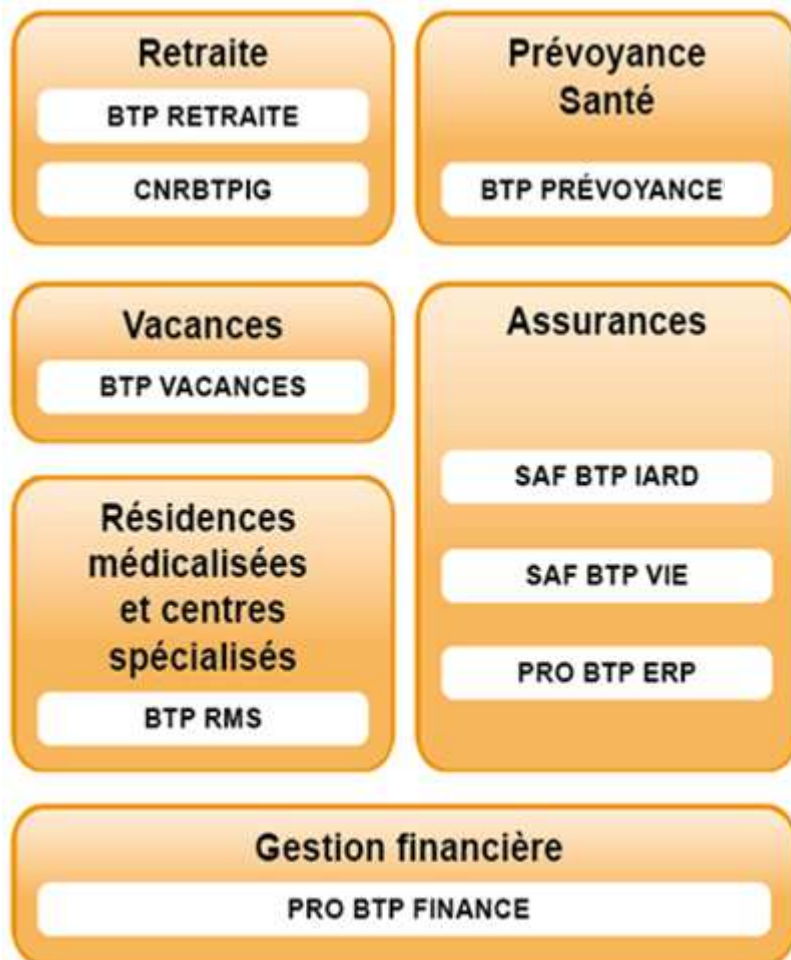 Retraite
BTP RETRAITE
CNRBTPIG
Prévoyance
Santé
BTP PRÉVOYANCE
Vacances
BTP VACANCES
Assurances
SAF BTP IARD
SAF BTP VIE
PRO BTP ERP
Résidences
médicalisées
et centres
spécialisés
BTP RMS
Gestion financière
PRO BTP FINANCE